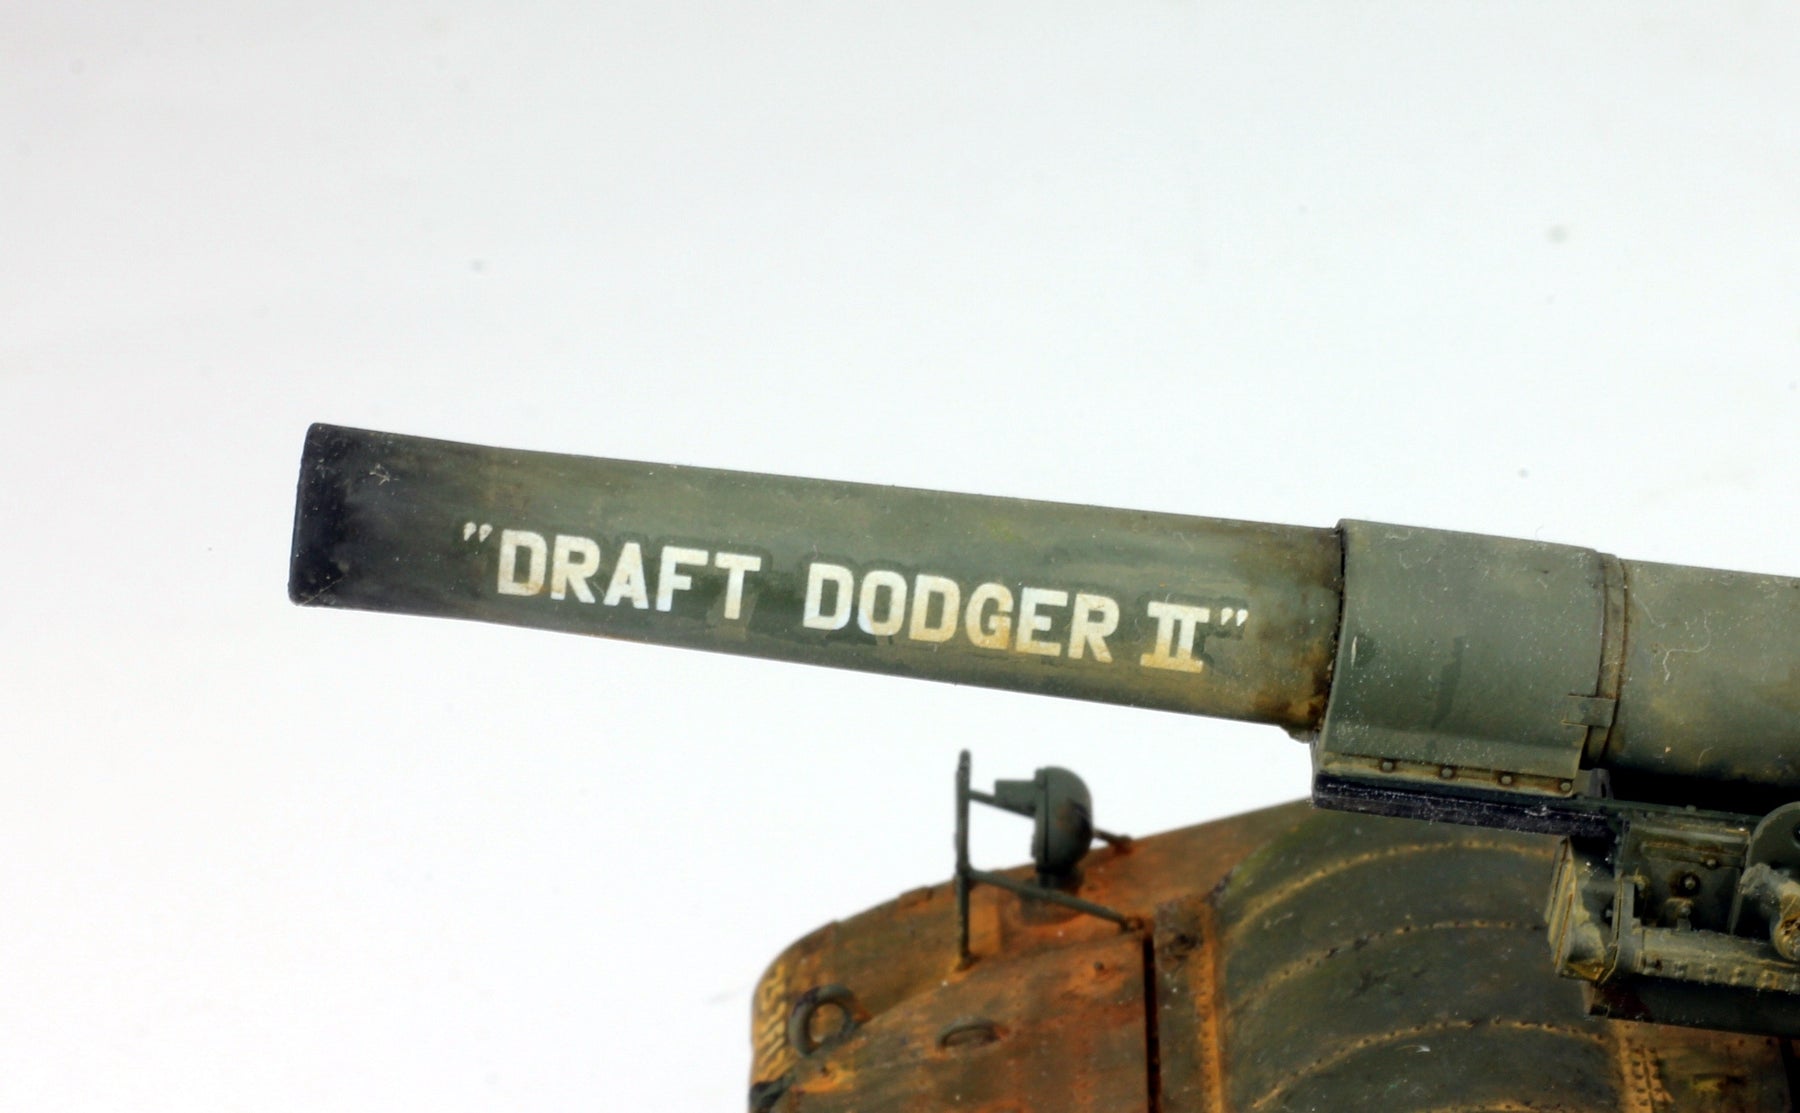 "DRAFT DODGER II"